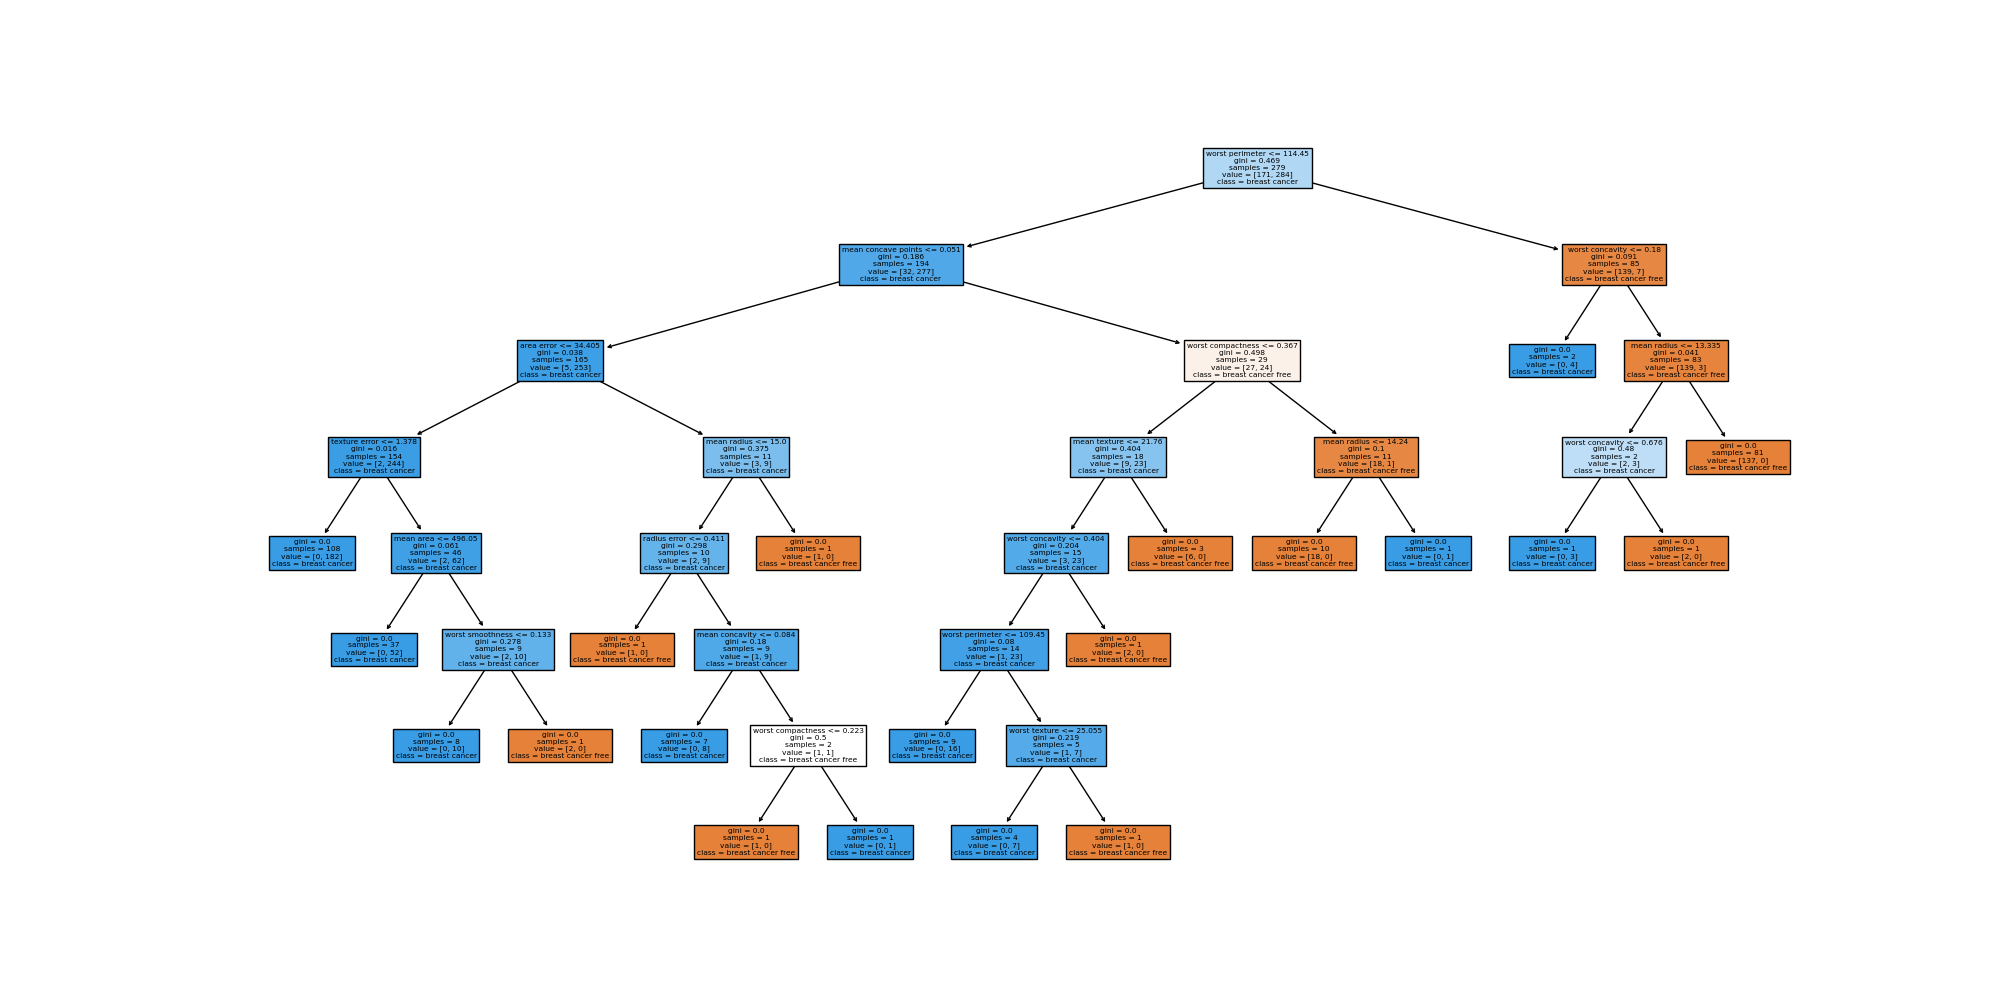 worst perimeter <= 114.45
gini = 0.469
samples = 279
value = [171, 284]
class = breast cancer
mean concave points <= 0.051
gini = 0.186
samples = 194
value = [32, 277]
class = breast cancer
worst concavity <= 0.18
gini = 0.091
samples = 85
value = [139, 7]
class = breast cancer free
area error <= 34.405
gini = 0.038
samples = 165
value = [5, 253]
class = breast cancer
worst compactness <= 0.367
gini = 0.498
samples = 29
value = [27, 24]
class = breast cancer free
gini = 0.0
samples = 2
value = [0, 4]
class = breast cancer
mean radius <= 13.335
gini = 0.041
samples = 83
value = [139, 3]
class = breast cancer free
texture error <= 1.378
gini = 0.016
samples = 154
value = [2, 244]
class = breast cancer
mean radius <= 15.0
gini = 0.375
samples = 11
value = [3, 9]
class = breast cancer
mean texture <= 21.76
gini = 0.404
samples = 18
value = [9, 23]
class = breast cancer
mean radius <= 14.24
gini = 0.1
samples = 11
value = [18, 1]
class = breast cancer free
worst concavity <= 0.676
gini = 0.48
samples = 2
value = [2, 3]
class = breast cancer
gini = 0.0
samples = 81
value = [137, 0]
class = breast cancer free
gini = 0.0
samples = 108
value = [0, 182]
class = breast cancer
mean area <= 496.05
gini = 0.061
samples = 46
value = [2, 62]
class = breast cancer
radius error <= 0.411
gini = 0.298
samples = 10
value = [2, 9]
class = breast cancer
gini = 0.0
samples = 1
value = [1, 0]
class = breast cancer free
worst concavity <= 0.404
gini = 0.204
samples = 15
value = [3, 23]
class = breast cancer
gini = 0.0
samples = 3
value = [6, 0]
class = breast cancer free
gini = 0.0
samples = 10
value = [18, 0]
class = breast cancer free
gini = 0.0
samples = 1
value = [0, 1]
class = breast cancer
gini = 0.0
samples = 1
value = [0, 3]
class = breast cancer
gini = 0.0
samples = 1
value = [2, 0]
class = breast cancer free
gini = 0.0
samples = 37
value = [0, 52]
class = breast cancer
worst smoothness <= 0.133
gini = 0.278
samples = 9
value = [2, 10]
class = breast cancer
gini = 0.0
samples = 1
value = [1, 0]
class = breast cancer free
mean concavity <= 0.084
gini = 0.18
samples = 9
value = [1, 9]
class = breast cancer
worst perimeter <= 109.45
gini = 0.08
samples = 14
value = [1, 23]
class = breast cancer
gini = 0.0
samples = 1
value = [2, 0]
class = breast cancer free
gini = 0.0
samples = 8
value = [0, 10]
class = breast cancer
gini = 0.0
samples = 1
value = [2, 0]
class = breast cancer free
gini = 0.0
samples = 7
value = [0, 8]
class = breast cancer
worst compactness <= 0.223
gini = 0.5
samples = 2
value = [1, 1]
class = breast cancer free
gini = 0.0
samples = 9
value = [0, 16]
class = breast cancer
worst texture <= 25.055
gini = 0.219
samples = 5
value = [1, 7]
class = breast cancer
gini = 0.0
samples = 1
value = [1, 0]
class = breast cancer free
gini = 0.0
samples = 1
value = [0, 1]
class = breast cancer
gini = 0.0
samples = 4
value = [0, 7]
class = breast cancer
gini = 0.0
samples = 1
value = [1, 0]
class = breast cancer free